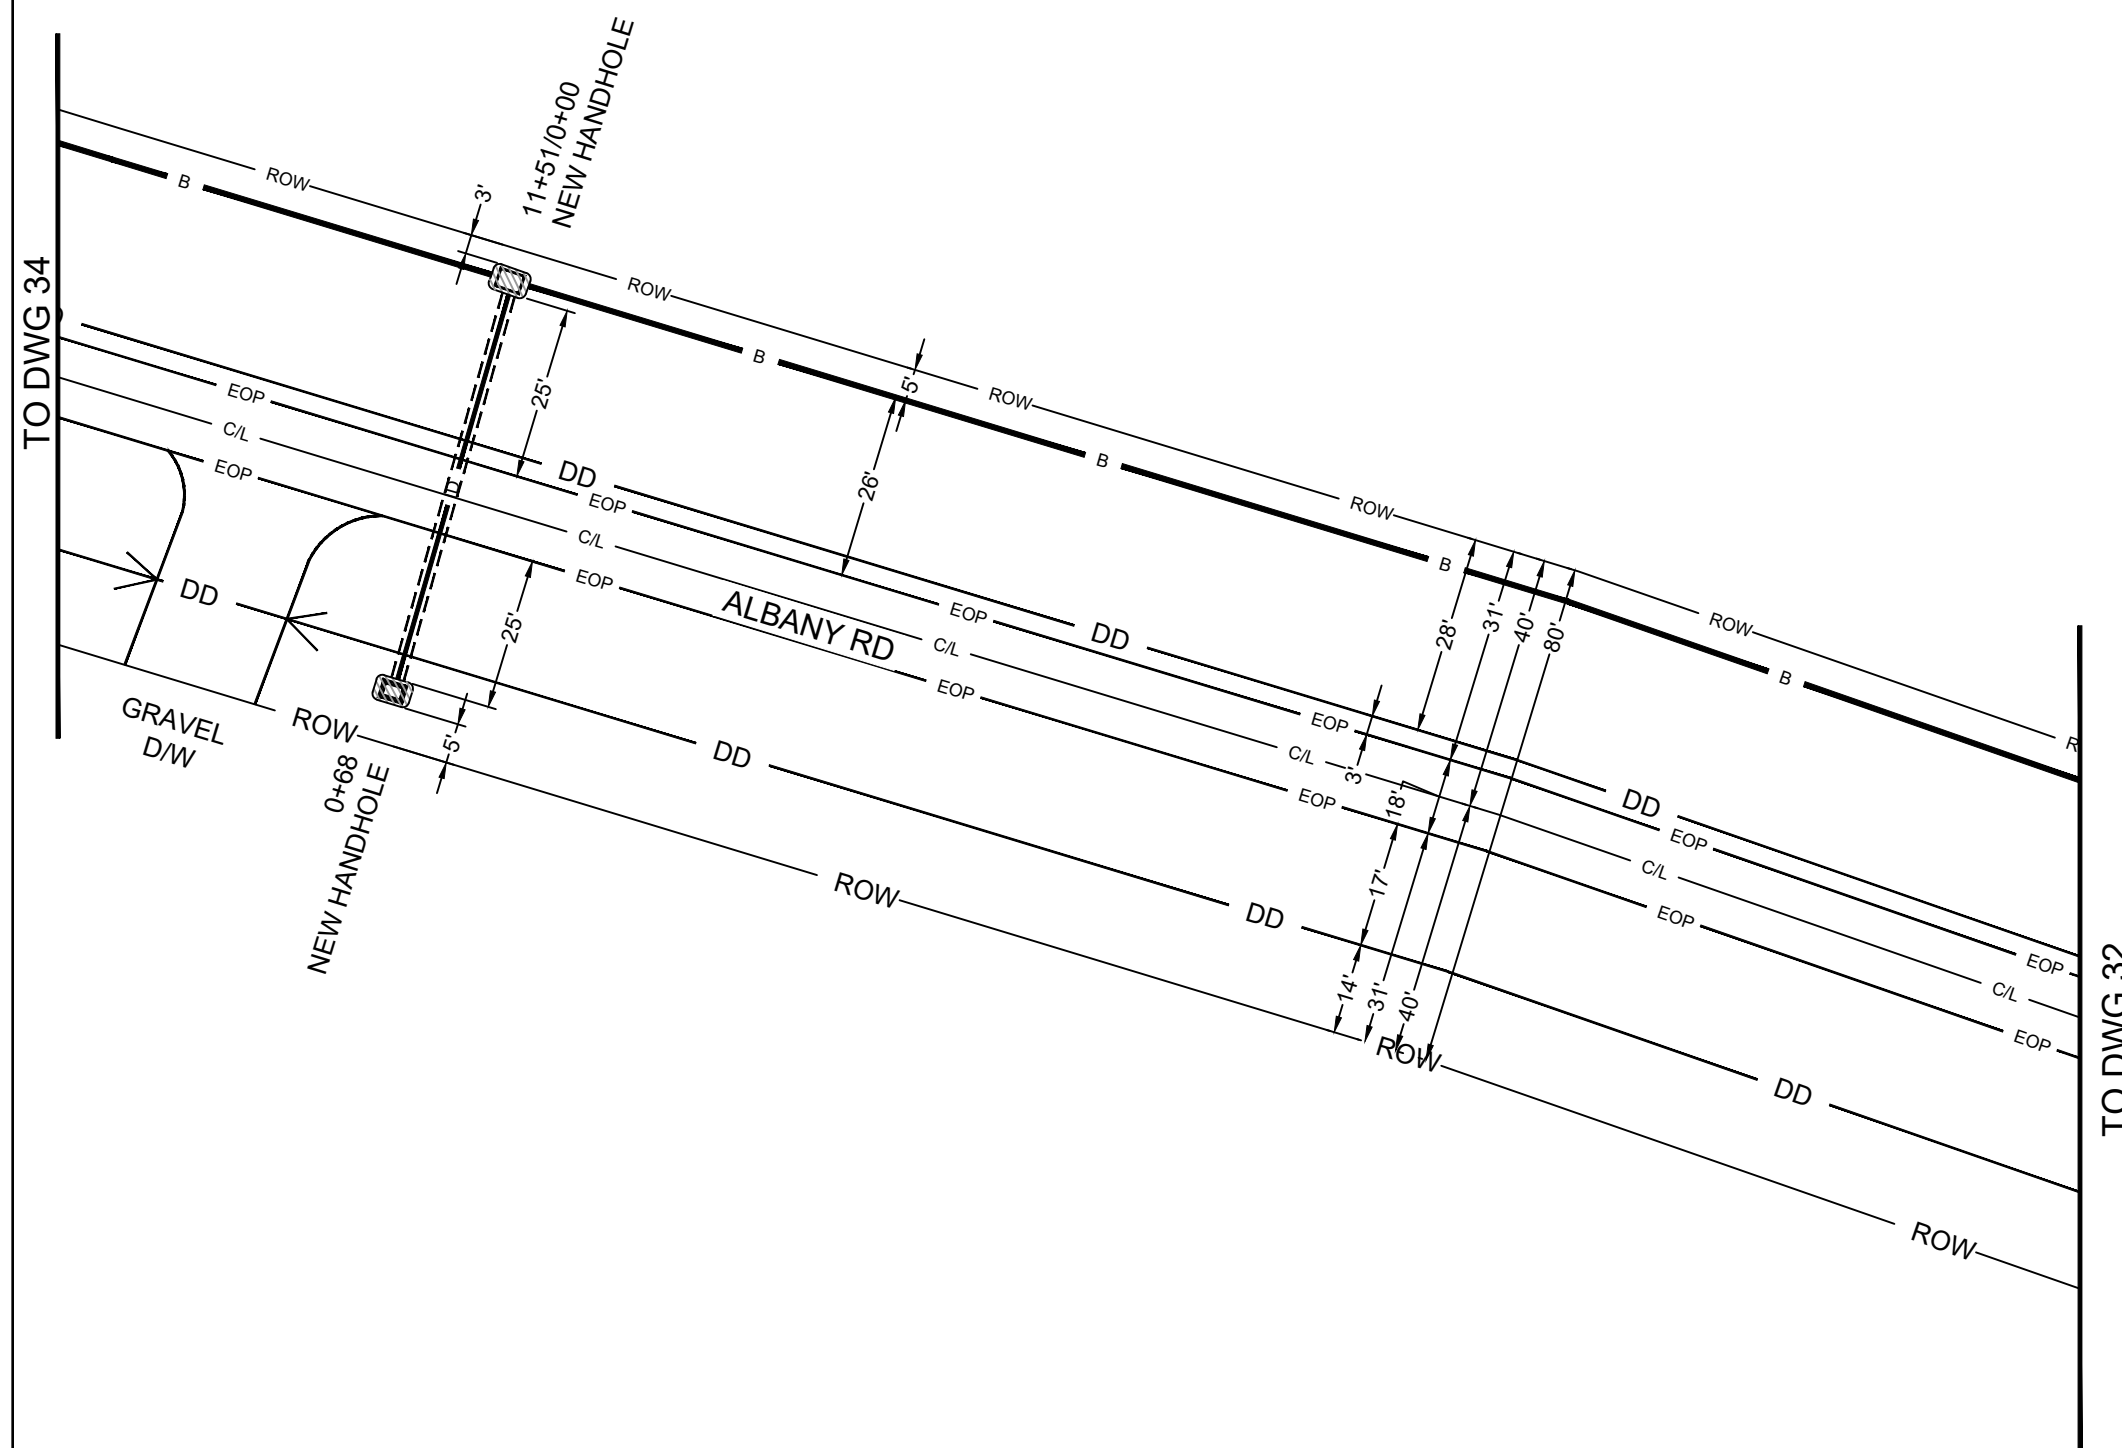 11+51/0+00
NEW HANDHOLE
ROW
B
3'
TO DWG 34
ROW
B
25'
5'
ROW
B
EOP
C/L
EOP
DD
EOP
D
26'
ROW
B
C/L
EOP
ALBANY RD
25'
DD
EOP
C/L
EOP
DD
28'
31'
40'
80'
ROW
B
R
GRAVEL
D/W
ROW
5'
0+68
NEW HANDHOLE
DD
EOP
C/L
EOP
3'
18'
DD
EOP
C/L
EOP
ROW
DD
17'
14'
31'
40'
ROW
EOP
C/L
EOP
DD
ROW
TO DWG 32